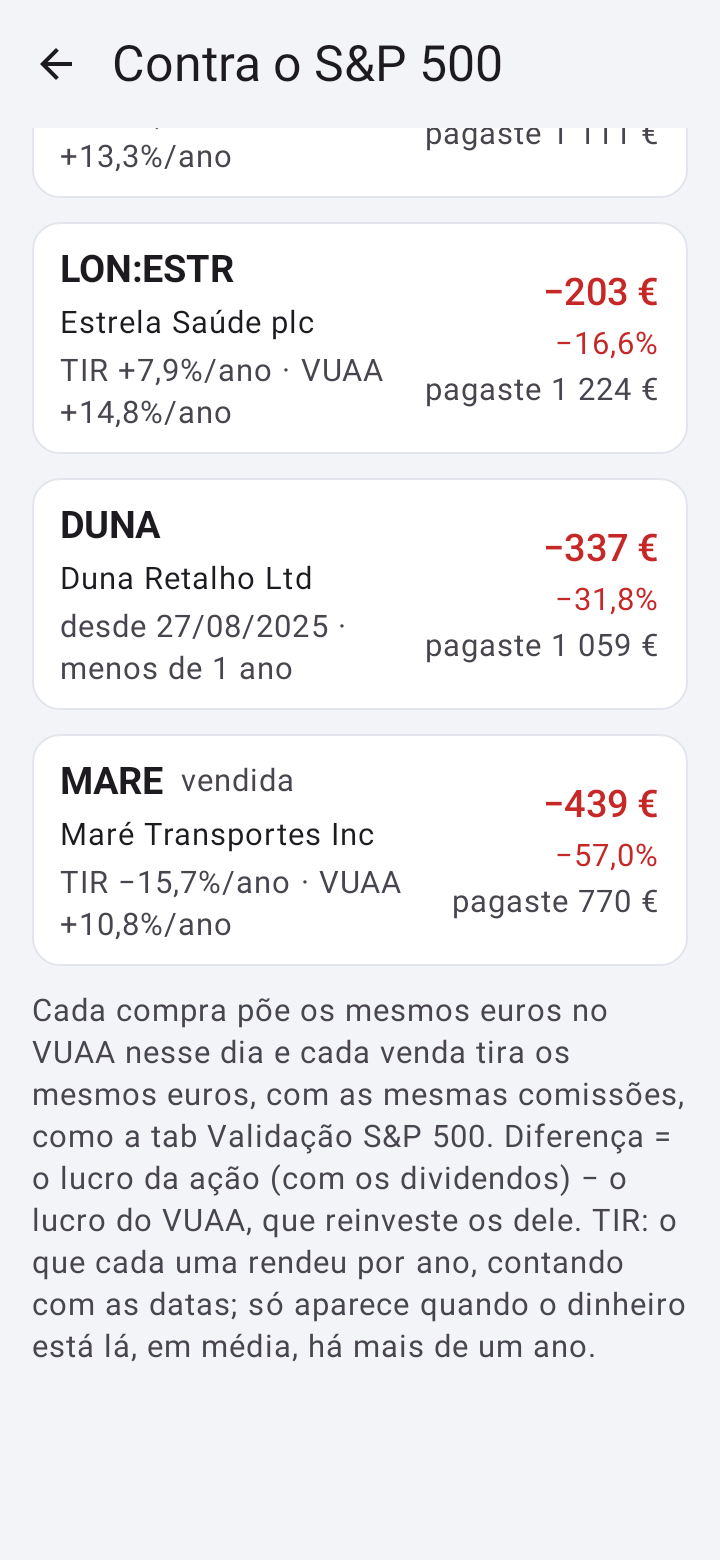 Contra o S&P 500
+13,3%/ano
pagaste 1 111 €
LON:ESTR
Estrela Saúde plc
TIR +7,9%/ano · VUAA
+14,8%/ano
−203 €
−16,6%
pagaste 1 224 €
DUNA
Duna Retalho Ltd
desde 27/08/2025 ·
menos de 1 ano
−337 €
−31,8%
pagaste 1 059 €
MARE vendida
Maré Transportes Inc
TIR −15,7%/ano · VUAA
+10,8%/ano
−439 €
−57,0%
pagaste 770 €
Cada compra põe os mesmos euros no
VUAA nesse dia e cada venda tira os
mesmos euros, com as mesmas comissões,
como a tab Validação S&P 500. Diferença =
o lucro da ação (com os dividendos) − o
lucro do VUAA, que reinveste os dele. TIR: o
que cada uma rendeu por ano, contando
com as datas; só aparece quando o dinheiro
está lá, em média, há mais de um ano.